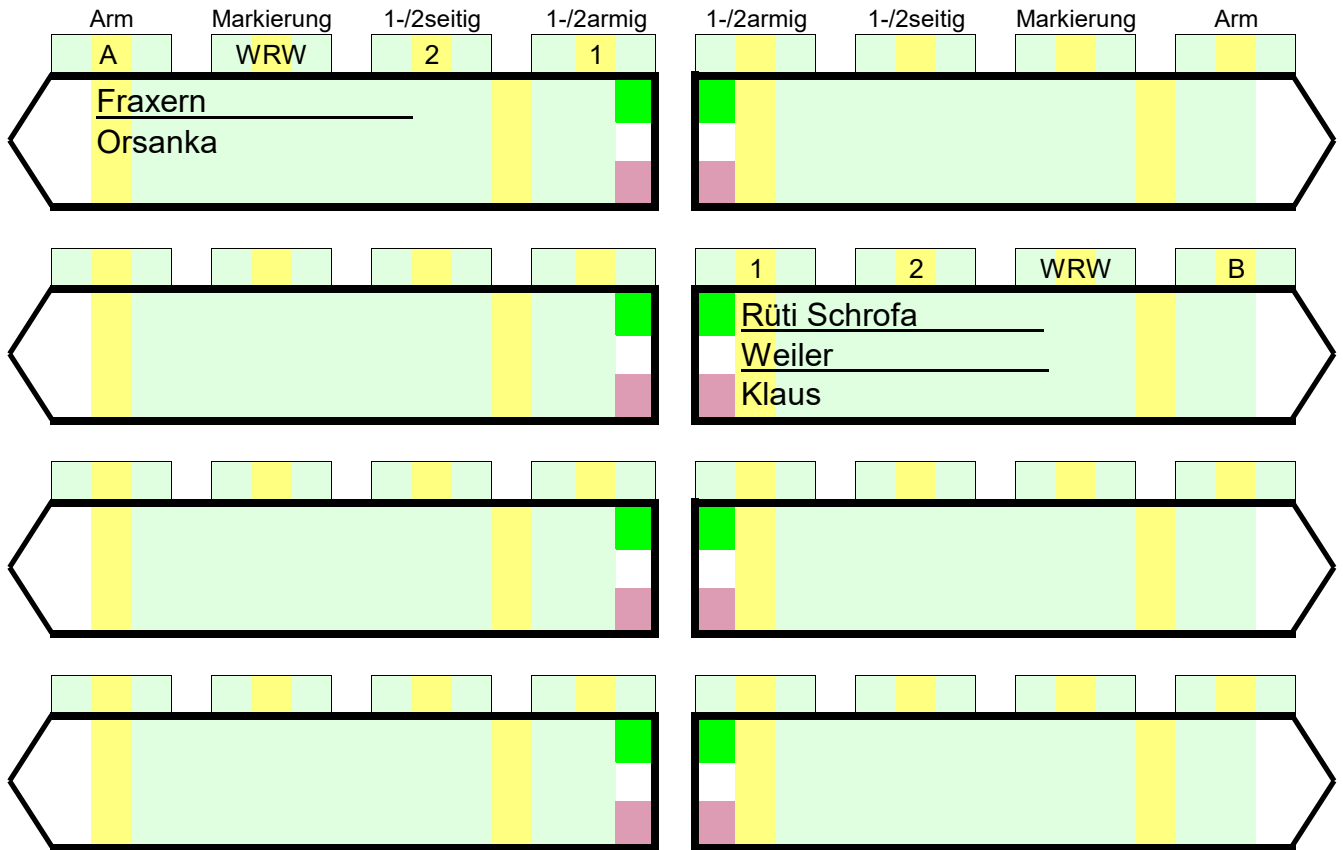 Arm Markierung 1-/2seitig 1-/2armig 1-/2armig 1-/2seitig Markierung Arm
A WRW 2 1
Fraxern
Orsanka
1 2 WRW B
Rüti Schrofa
Weiler
Klaus